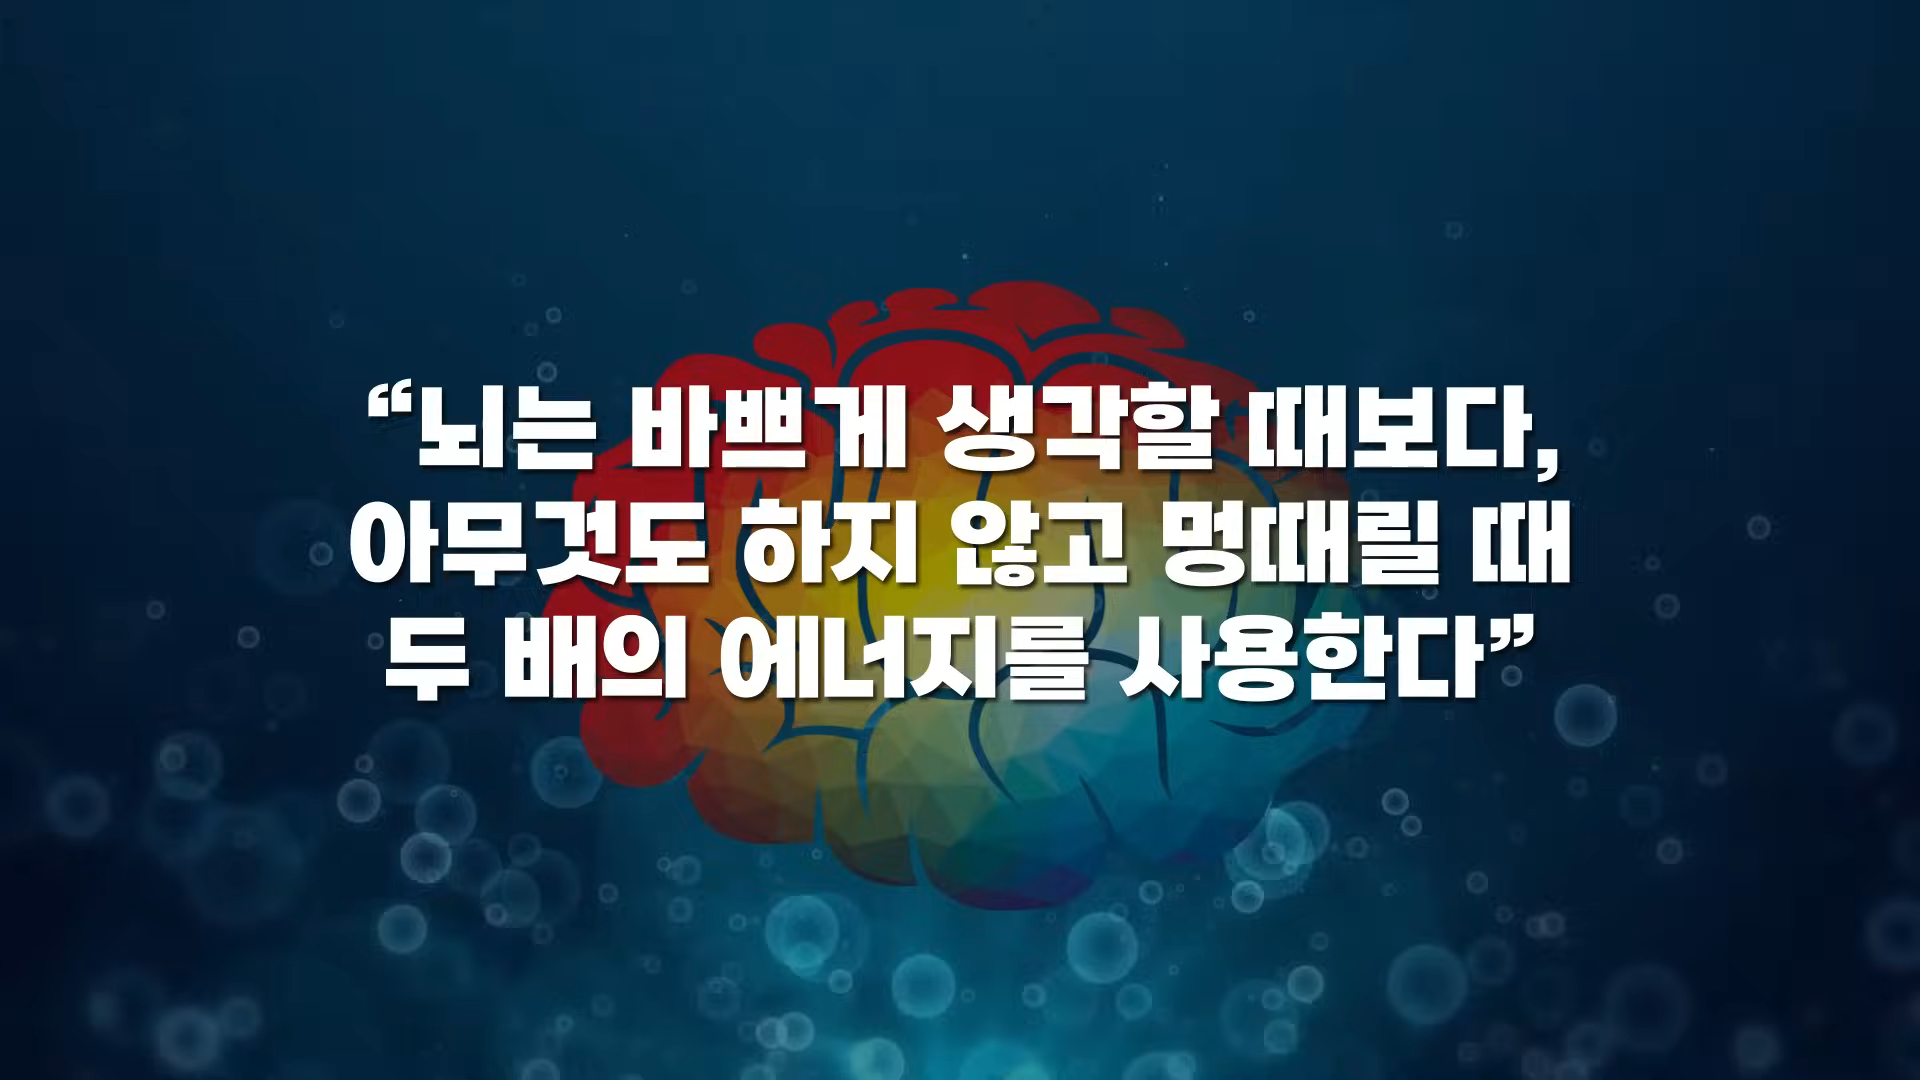 “뇌는 바쁘게 생각할 때보다,
아무것도 하지 않고 멍때릴 때
두 배의 에너지를 사용한다”